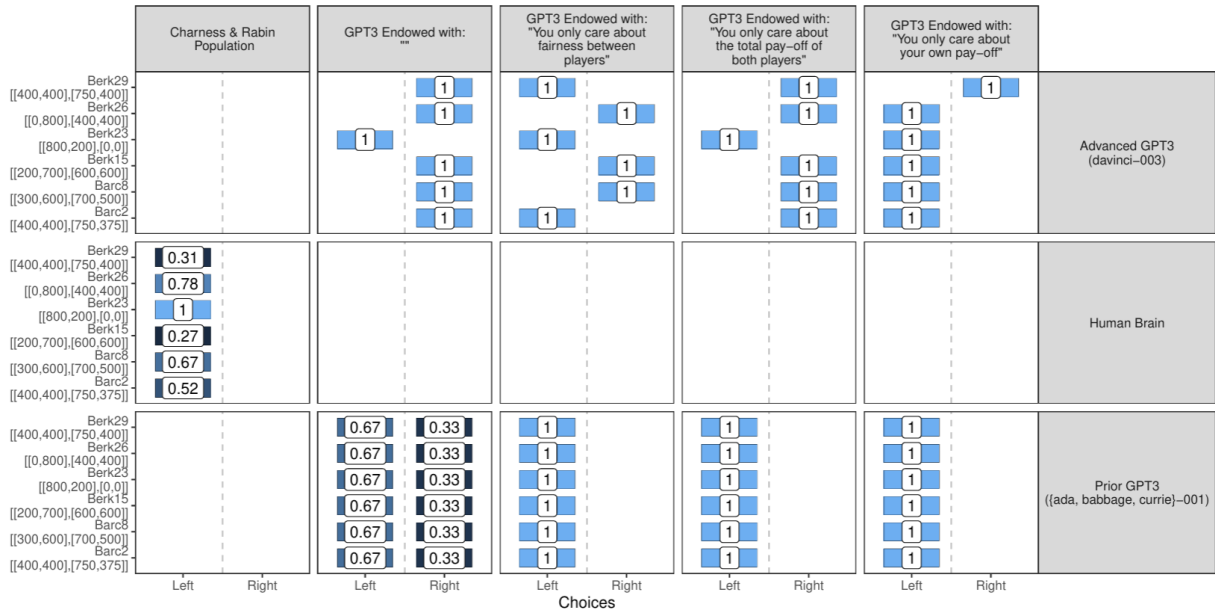 Charness & Rabin
Population
GPT3 Endowed with:
""
GPT3 Endowed with:
"You only care about
fairness between
players"
GPT3 Endowed with:
"You only care about
the total pay−off of
both players"
GPT3 Endowed with:
"You only care about
your own pay−off"
Berk29
[[400,400],[750,400]]
1 1 1 1
Berk26
[[0,800],[400,400]]
1 1 1 1
Berk23
[[800,200],[0,0]]
1 1 1 1
Berk15
[[200,700],[600,600]]
1 1 1 1
Barc8
[[300,600],[700,500]]
1 1 1 1
Barc2
[[400,400],[750,375]]
1 1 1 1
Advanced GPT3
(davinci−003)
Berk29
[[400,400],[750,400]]
0.31
Berk26
[[0,800],[400,400]]
0.78
Berk23
[[800,200],[0,0]]
1
Berk15
[[200,700],[600,600]]
0.27
Barc8
[[300,600],[700,500]]
0.67
Barc2
[[400,400],[750,375]]
0.52
Human Brain
Berk29
[[400,400],[750,400]]
0.67 0.33 1 1 1
Berk26
[[0,800],[400,400]]
0.67 0.33 1 1 1
Berk23
[[800,200],[0,0]]
0.67 0.33 1 1 1
Berk15
[[200,700],[600,600]]
0.67 0.33 1 1 1
Barc8
[[300,600],[700,500]]
0.67 0.33 1 1 1
Barc2
[[400,400],[750,375]]
0.67 0.33 1 1 1
Prior GPT3
({ada, babbage, currie}−001)
Left Right Left Right Left Right Left Right Left Right
Choices